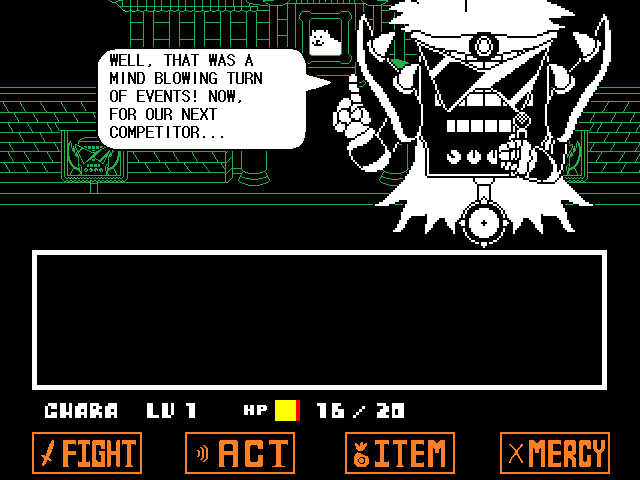 WELL, THAT WAS A
MIND BLOWING TURN
OF EVENTS! NOW,
FOR OUR NEXT
COMPETITOR...
CHARA LV 1 HP 16 / 20
FIGHT ACT ITEM MERCY